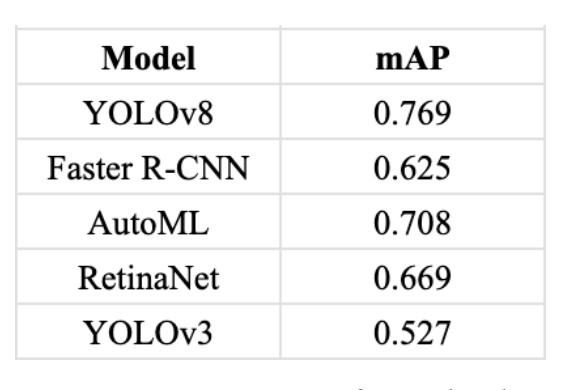 Model mAP
YOLOv8 0.769
Faster R-CNN 0.625
AutoML 0.708
RetinaNet 0.669
YOLOv3 0.527